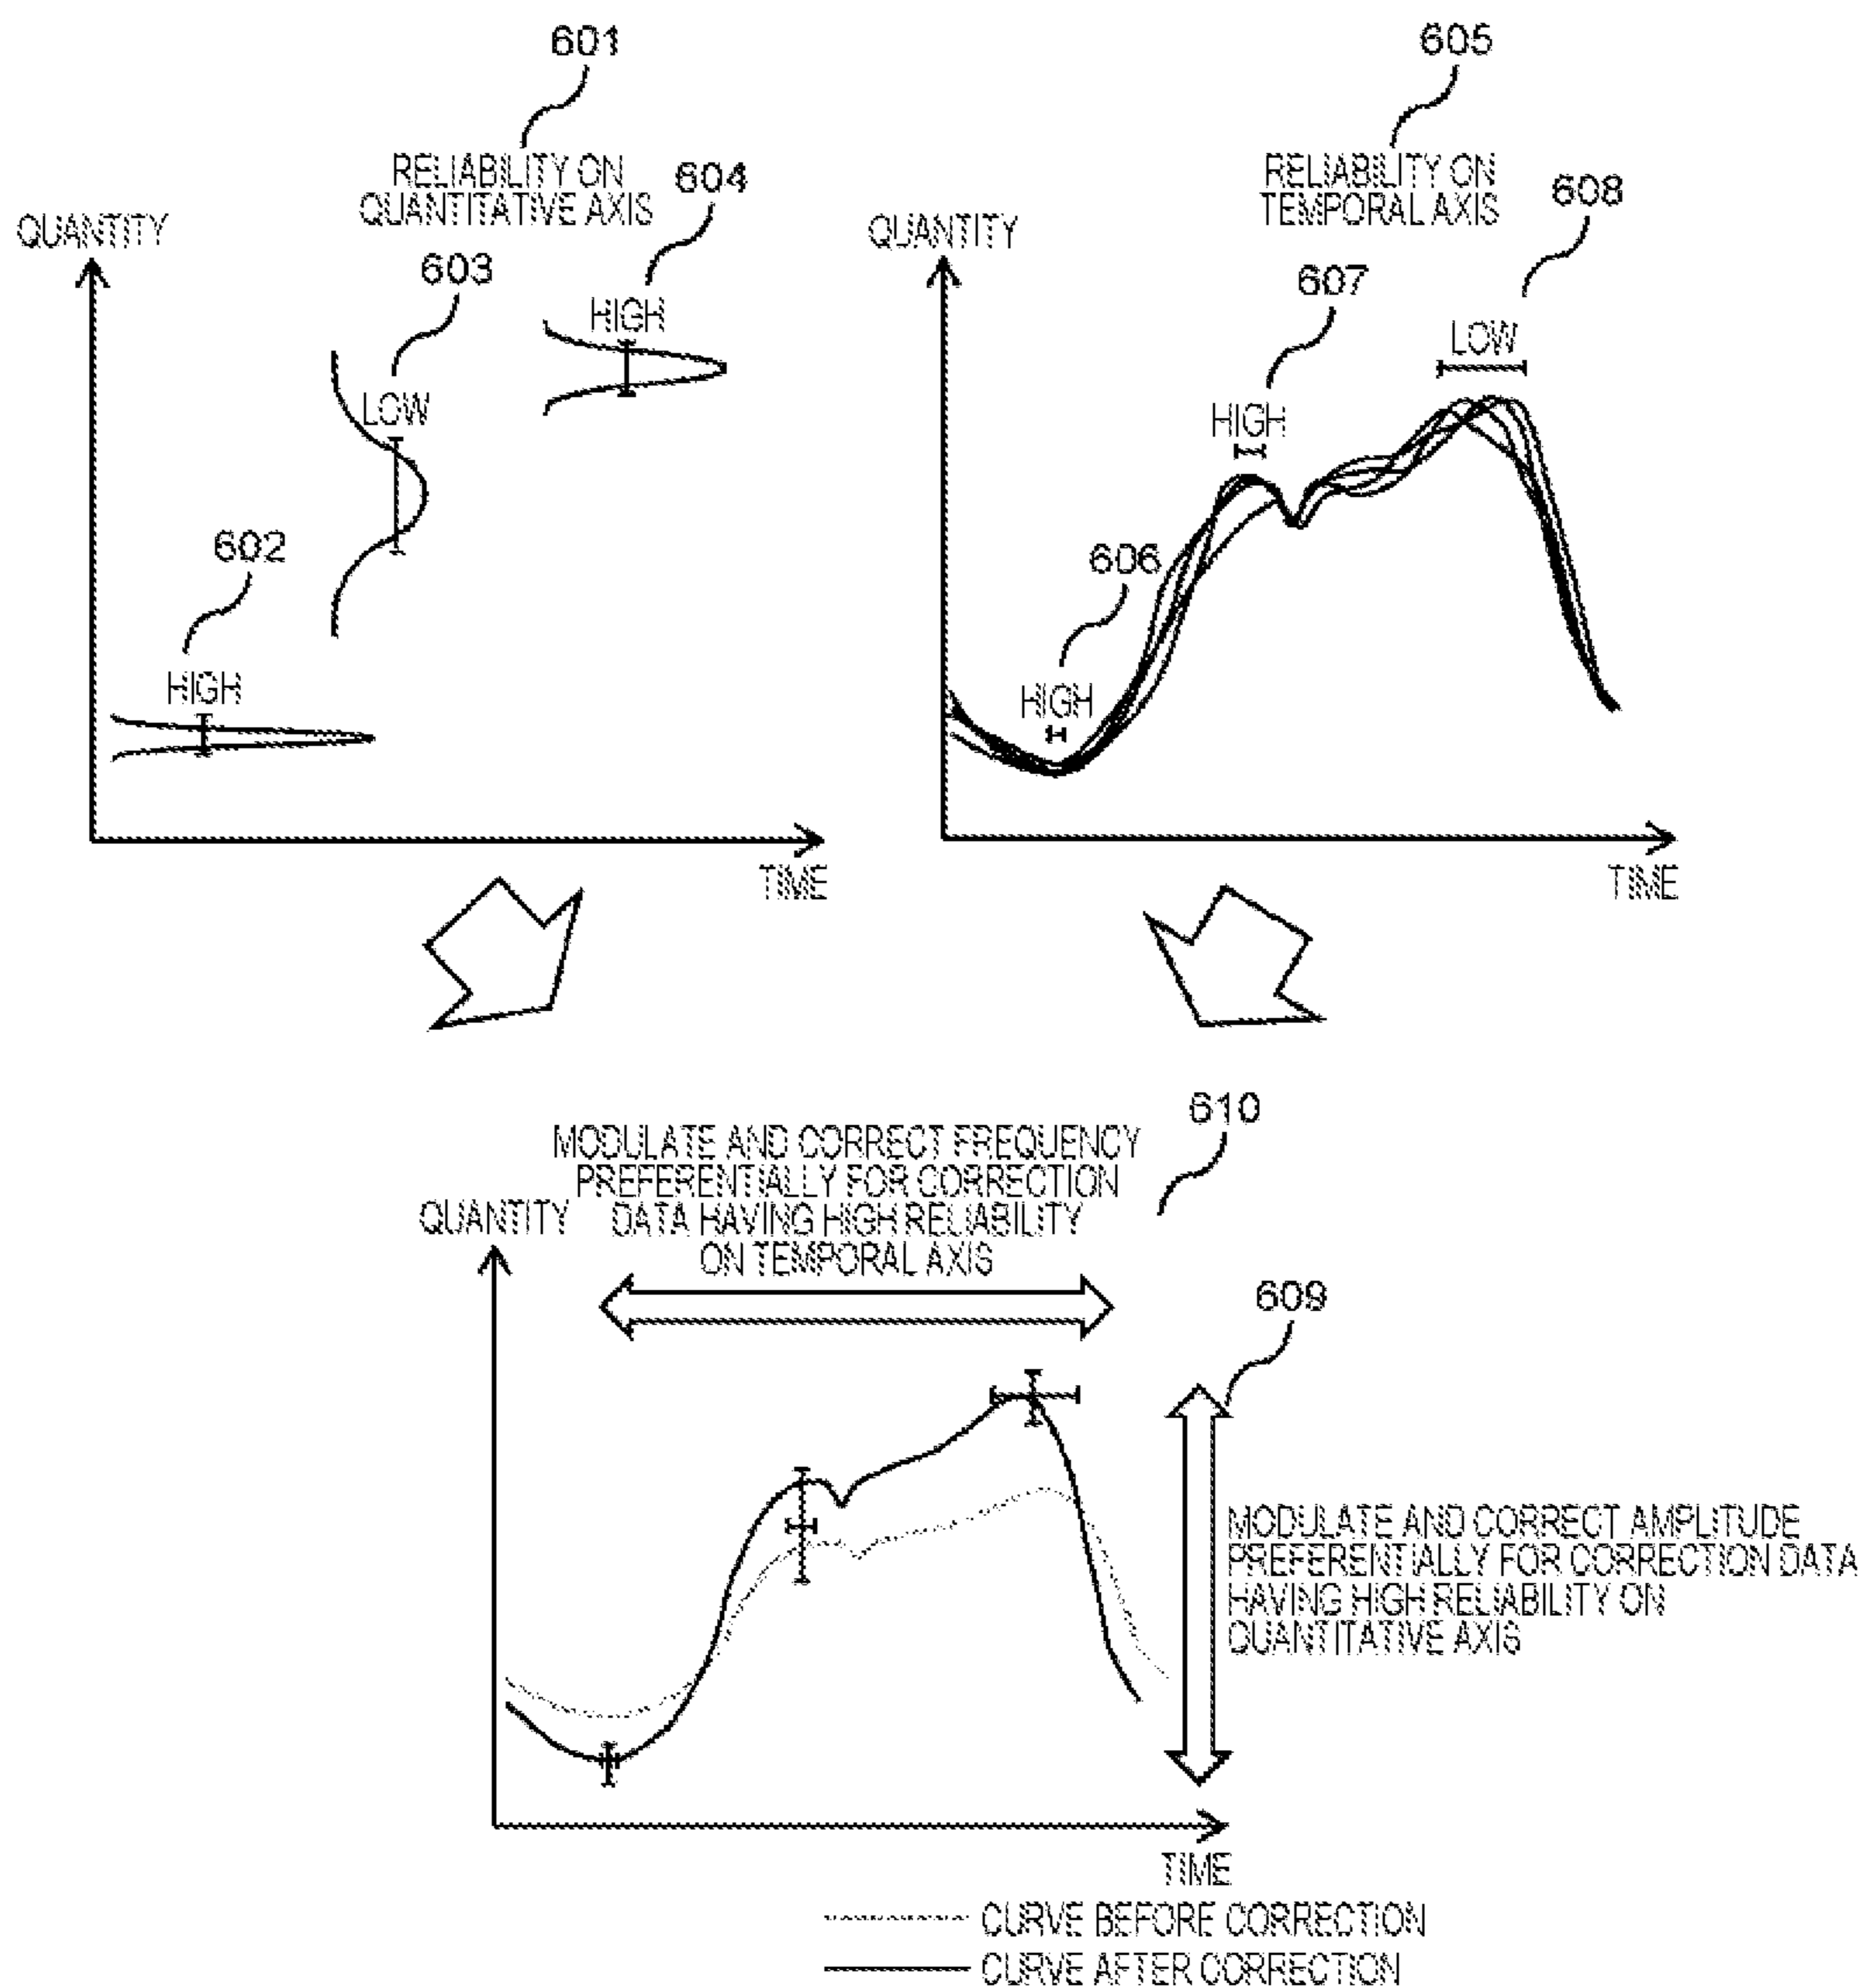 601
RELIABILITY ON
QUANTITATIVE AXIS
QUANTITY
604
HIGH
603
LOW
602
HIGH
TIME
605
RELIABILITY ON
TEMPORAL AXIS
QUANTITY
608
LOW
607
HIGH
606
HIGH
TIME
610
MODULATE AND CORRECT FREQUENCY
PREFERENTIALLY FOR CORRECTION
DATA HAVING HIGH RELIABILITY
ON TEMPORAL AXIS
QUANTITY
609
MODULATE AND CORRECT AMPLITUDE
PREFERENTIALLY FOR CORRECTION DATA
HAVING HIGH RELIABILITY ON
QUANTITATIVE AXIS
TIME
CURVE BEFORE CORRECTION
CURVE AFTER CORRECTION